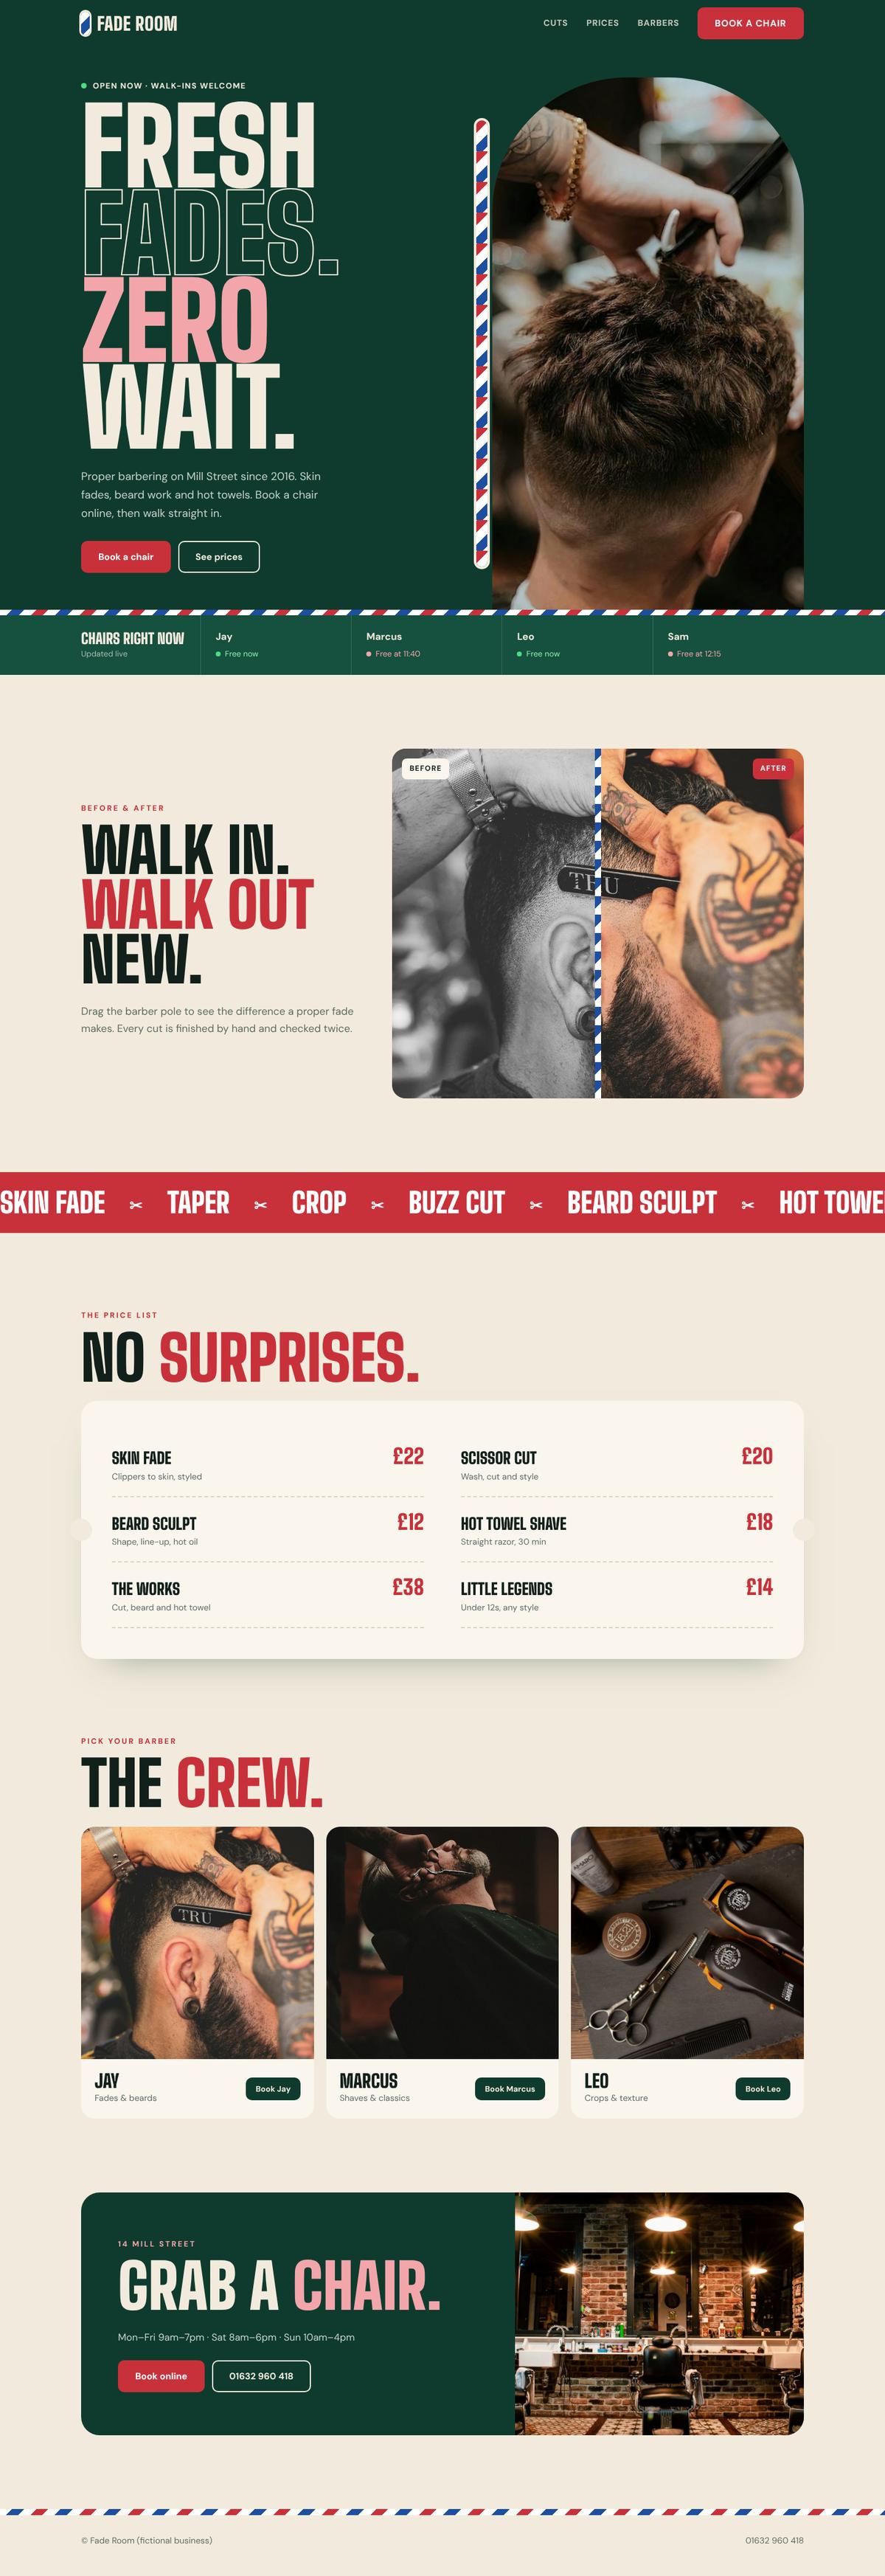 FADE ROOM
CUTS
PRICES
BARBERS
BOOK A CHAIR
OPEN NOW · WALK-INS WELCOME
FRESH
FADES.
ZERO
WAIT.
Proper barbering on Mill Street since 2016. Skin
fades, beard work and hot towels. Book a chair
online, then walk straight in.
Book a chair
See prices
CHAIRS RIGHT NOW
Updated live
Jay
Free now
Marcus
Free at 11:40
Leo
Free now
Sam
Free at 12:15
BEFORE
AFTER
TRU
BEFORE & AFTER
WALK IN.
WALK OUT
NEW.
Drag the barber pole to see the difference a proper fade
makes. Every cut is finished by hand and checked twice.
SKIN FADE ✂ TAPER ✂ CROP ✂ BUZZ CUT ✂ BEARD SCULPT ✂ HOT TOWE
THE PRICE LIST
NO SURPRISES.
SKIN FADE £22
Clippers to skin, styled
SCISSOR CUT £20
Wash, cut and style
BEARD SCULPT £12
Shape, line-up, hot oil
HOT TOWEL SHAVE £18
Straight razor, 30 min
THE WORKS £38
Cut, beard and hot towel
LITTLE LEGENDS £14
Under 12s, any style
PICK YOUR BARBER
THE CREW.
TRU
JAY
Fades & beards
Book Jay
MARCUS
Shaves & classics
Book Marcus
LEO
Crops & texture
Book Leo
14 MILL STREET
GRAB A CHAIR.
Mon–Fri 9am–7pm · Sat 8am–6pm · Sun 10am–4pm
Book online
01632 960 418
© Fade Room (fictional business)
01632 960 418